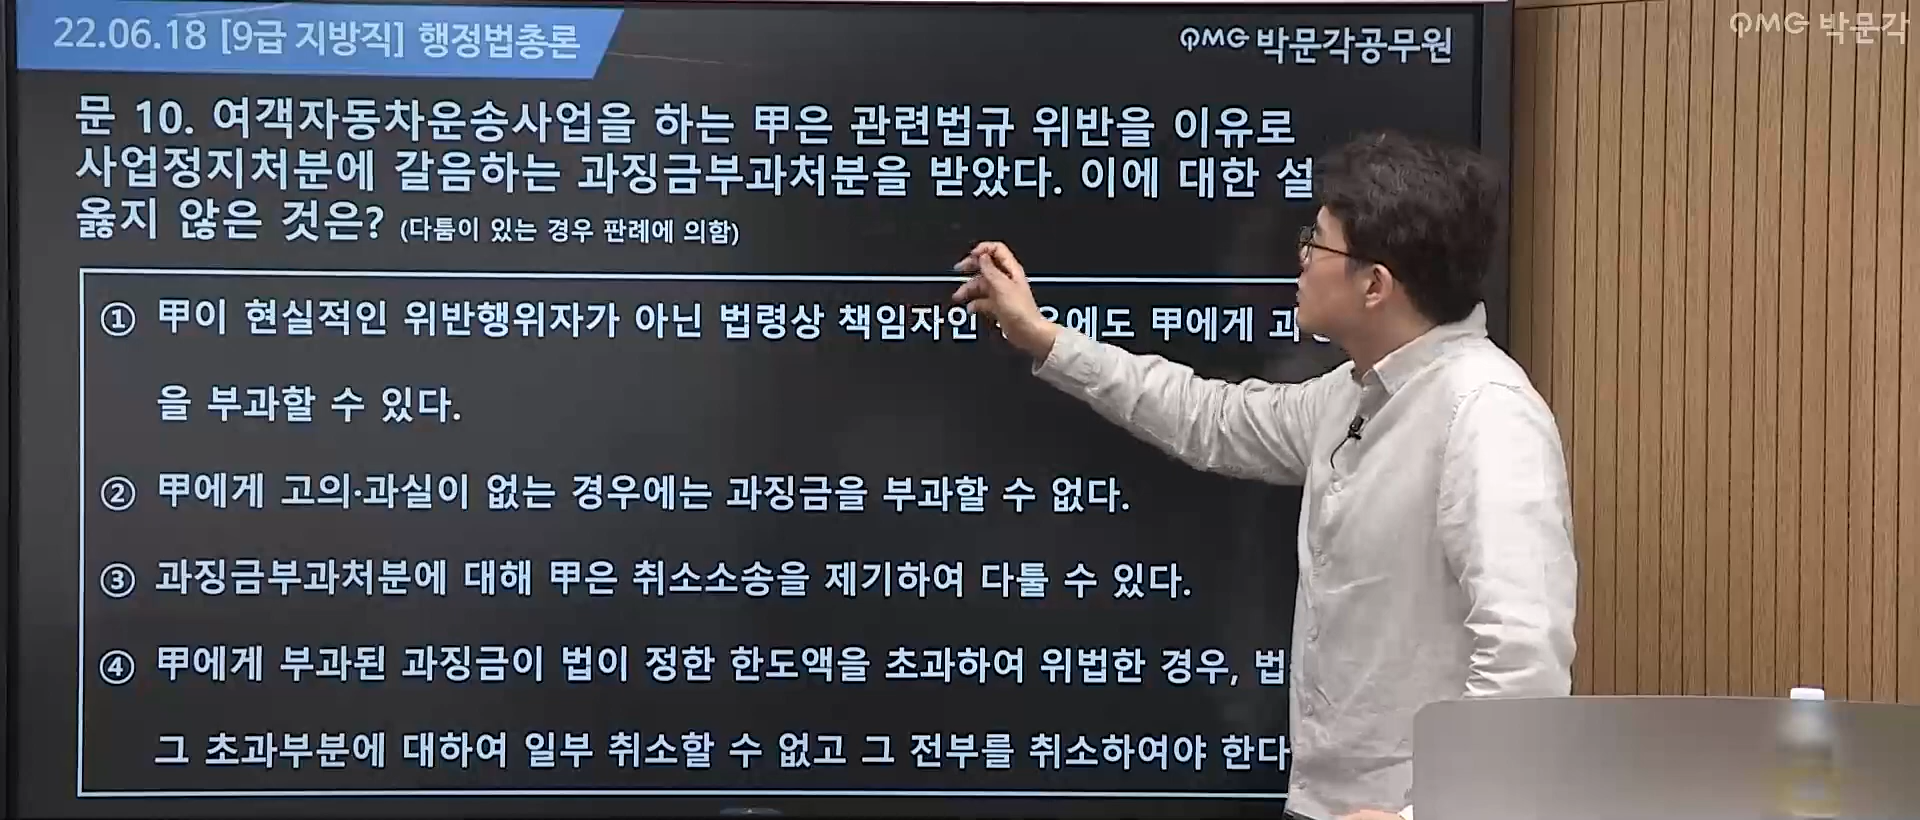 22.06.18 [9급 지방직] 행정법총론
PMG 박문각공무원
PMG 박문각
문 10. 여객자동차운송사업을 하는 甲은 관련법규 위반을 이유로
사업정지처분에 갈음하는 과징금부과처분을 받았다. 이에 대한 설
옳지 않은 것은? (다툼이 있는 경우 판례에 의함)
① 甲이 현실적인 위반행위자가 아닌 법령상 책임자인 에도 甲에게
을 부과할 수 있다.
② 甲에게 고의·과실이 없는 경우에는 과징금을 부과할 수 없다.
③ 과징금부과처분에 대해 甲은 취소소송을 제기하여 다툴 수 있다.
④ 甲에게 부과된 과징금이 법이 정한 한도액을 초과하여 위법한 경우, 법
그 초과부분에 대하여 일부 취소할 수 없고 그 전부를 취소하여야 한다